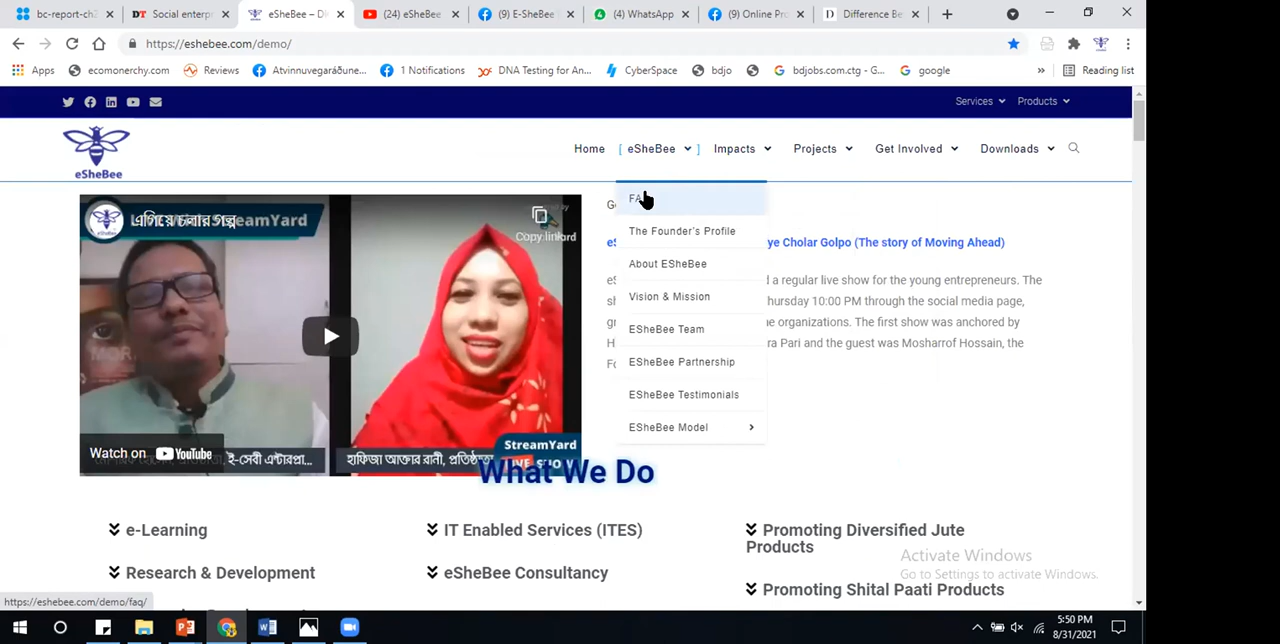 bc-report-ch
Social enterp
eSheBee – Di
(24) eSheBee
(9) E-SheBee
(4) WhatsApp
(9) Online Pr
Difference Be
https://eshebee.com/demo/
Apps
ecomonerchy.com
Reviews
1 Notifications
DNA Testing for An...
CyberSpace
bdjo
bdjobs.com.ctg - G...
google
»
Reading list
Services
Products
eSheBee
Home
[ eSheBee ]
Impacts
Projects
Get Involved
Downloads
The Founder's Profile
About ESheBee
Vision & Mission
ESheBee Team
ESheBee Partnership
ESheBee Testimonials
ESheBee Model
এগিয়ে চলার গল্প
StreamYard
Copy link
ye Cholar Golpo (The story of Moving Ahead)
d a regular live show for the young entrepreneurs. The
hursday 10:00 PM through the social media page,
e organizations. The first show was anchored by
ra Pari and the guest was Mosharrof Hossain, the
MOR
Watch on YouTube
ই-সেবী এন্টারপ্রা...
হাফিজা আক্তার রানী, প্রতিষ্ঠাতা
StreamYard
LIVE
What We Do
e-Learning
IT Enabled Services (ITES)
Promoting Diversified Jute
Products
Research & Development
eSheBee Consultancy
Promoting Shital Paati Products
Activate Windows
Go to Settings to activate Windows.
https://eshebee.com/demo/faq/
5:50 PM
8/31/2021